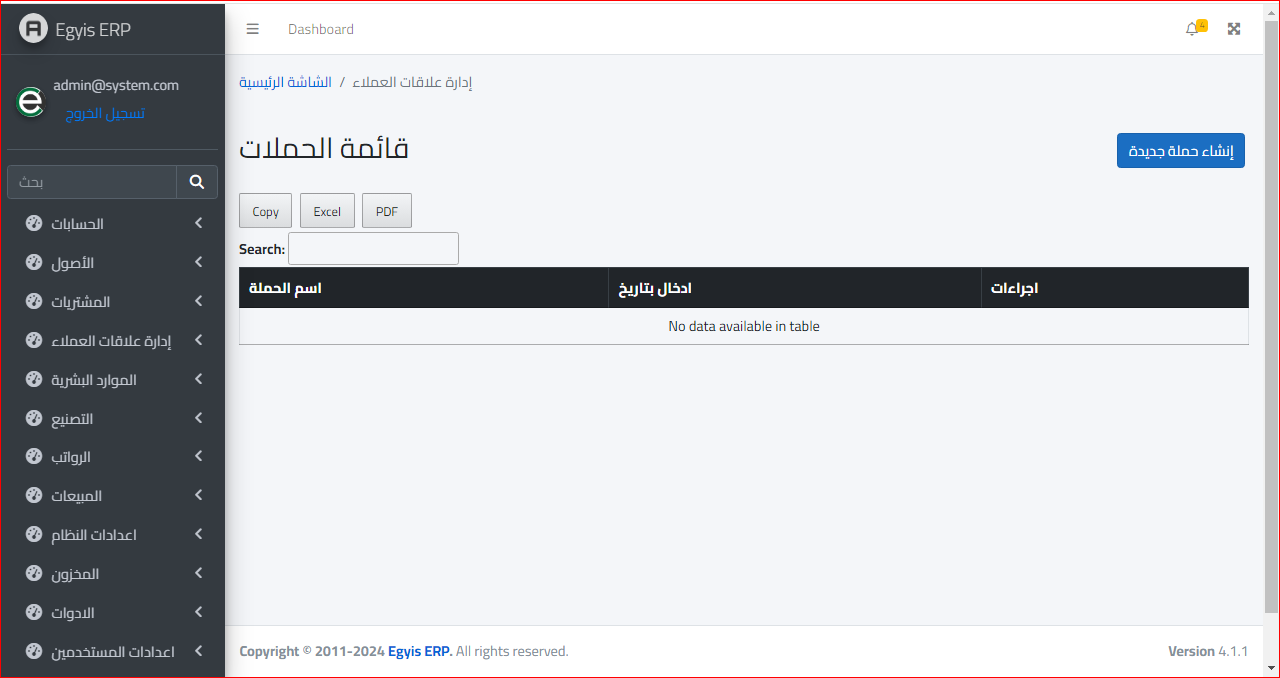 Egyis ERP
admin@system.com
تسجيل الخروج
بحث
الحسابات
الأصول
المشتريات
إدارة علاقات العملاء
الموارد البشرية
التصنيع
الرواتب
المبيعات
اعدادات النظام
المخزون
الادوات
اعدادات المستخدمين
Dashboard
4
الشاشة الرئيسية / إدارة علاقات العملاء
قائمة الحملات
إنشاء حملة جديدة
Copy Excel PDF
Search:
اسم الحملة ادخال بتاريخ اجراءات
No data available in table
Copyright © 2011-2024 Egyis ERP. All rights reserved.
Version 4.1.1